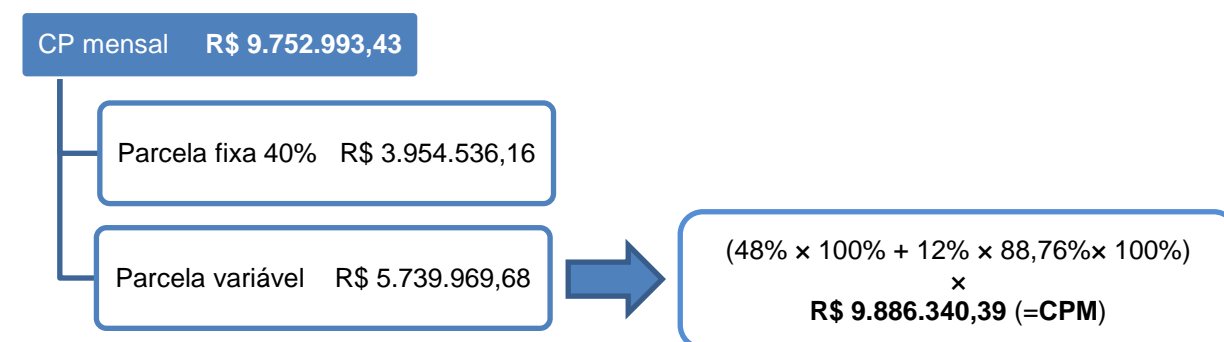 CP mensal R$ 9.752.993,43
Parcela fixa 40% R$ 3.954.536,16
Parcela variável R$ 5.739.969,68
(48% × 100% + 12% × 88,76%× 100%)
×
R$ 9.886.340,39 (=CPM)